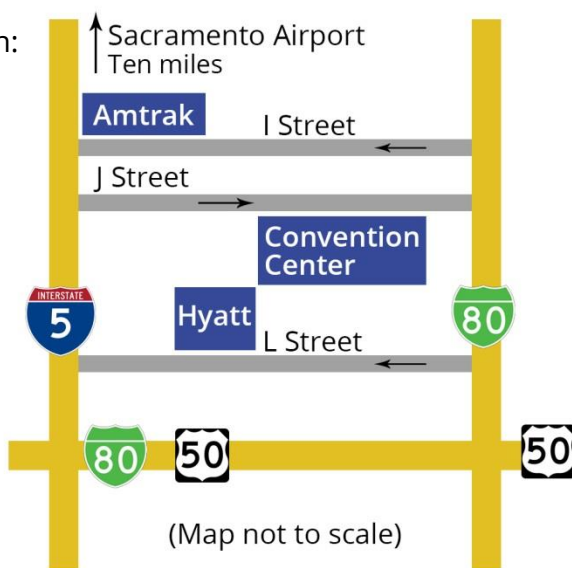 n:
Sacramento Airport
Ten miles
Amtrak
I Street
J Street
Convention
Center
INTERSTATE
5
Hyatt
80
L Street
80
50
50
(Map not to scale)